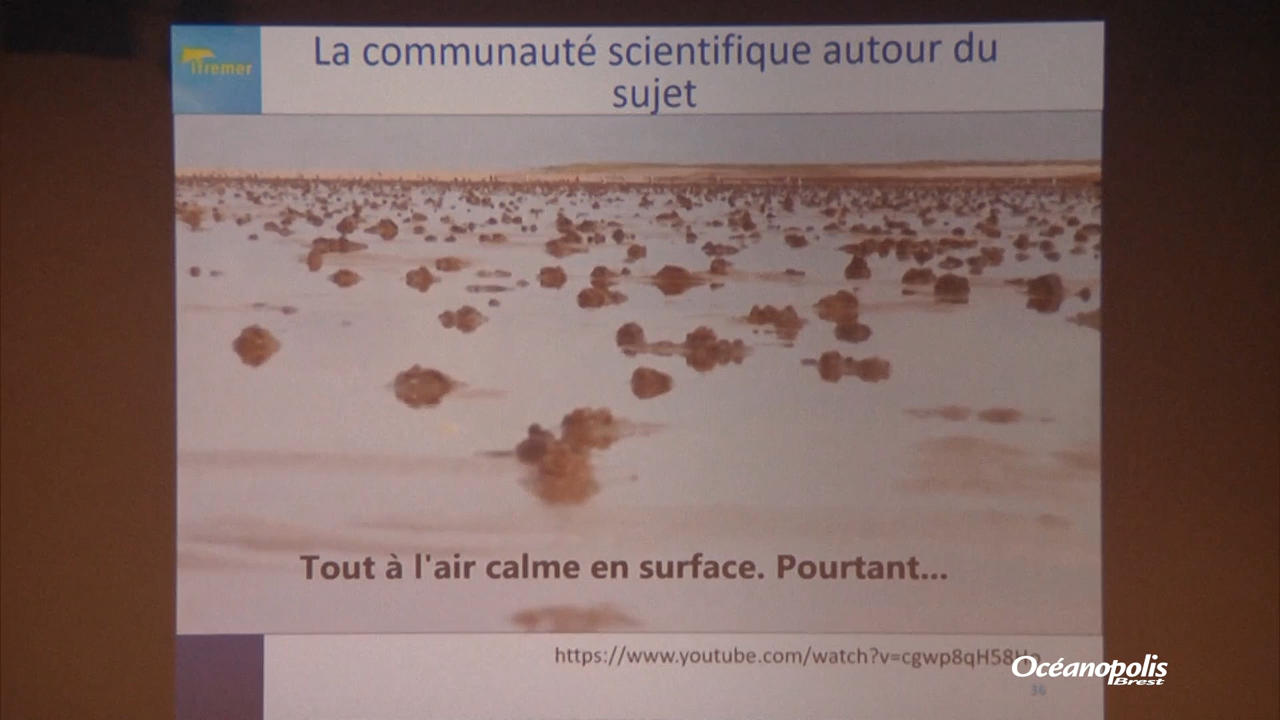 ifremer
La communauté scientifique autour du
sujet
Tout à l'air calme en surface. Pourtant...
Océanopolis
Brest
36